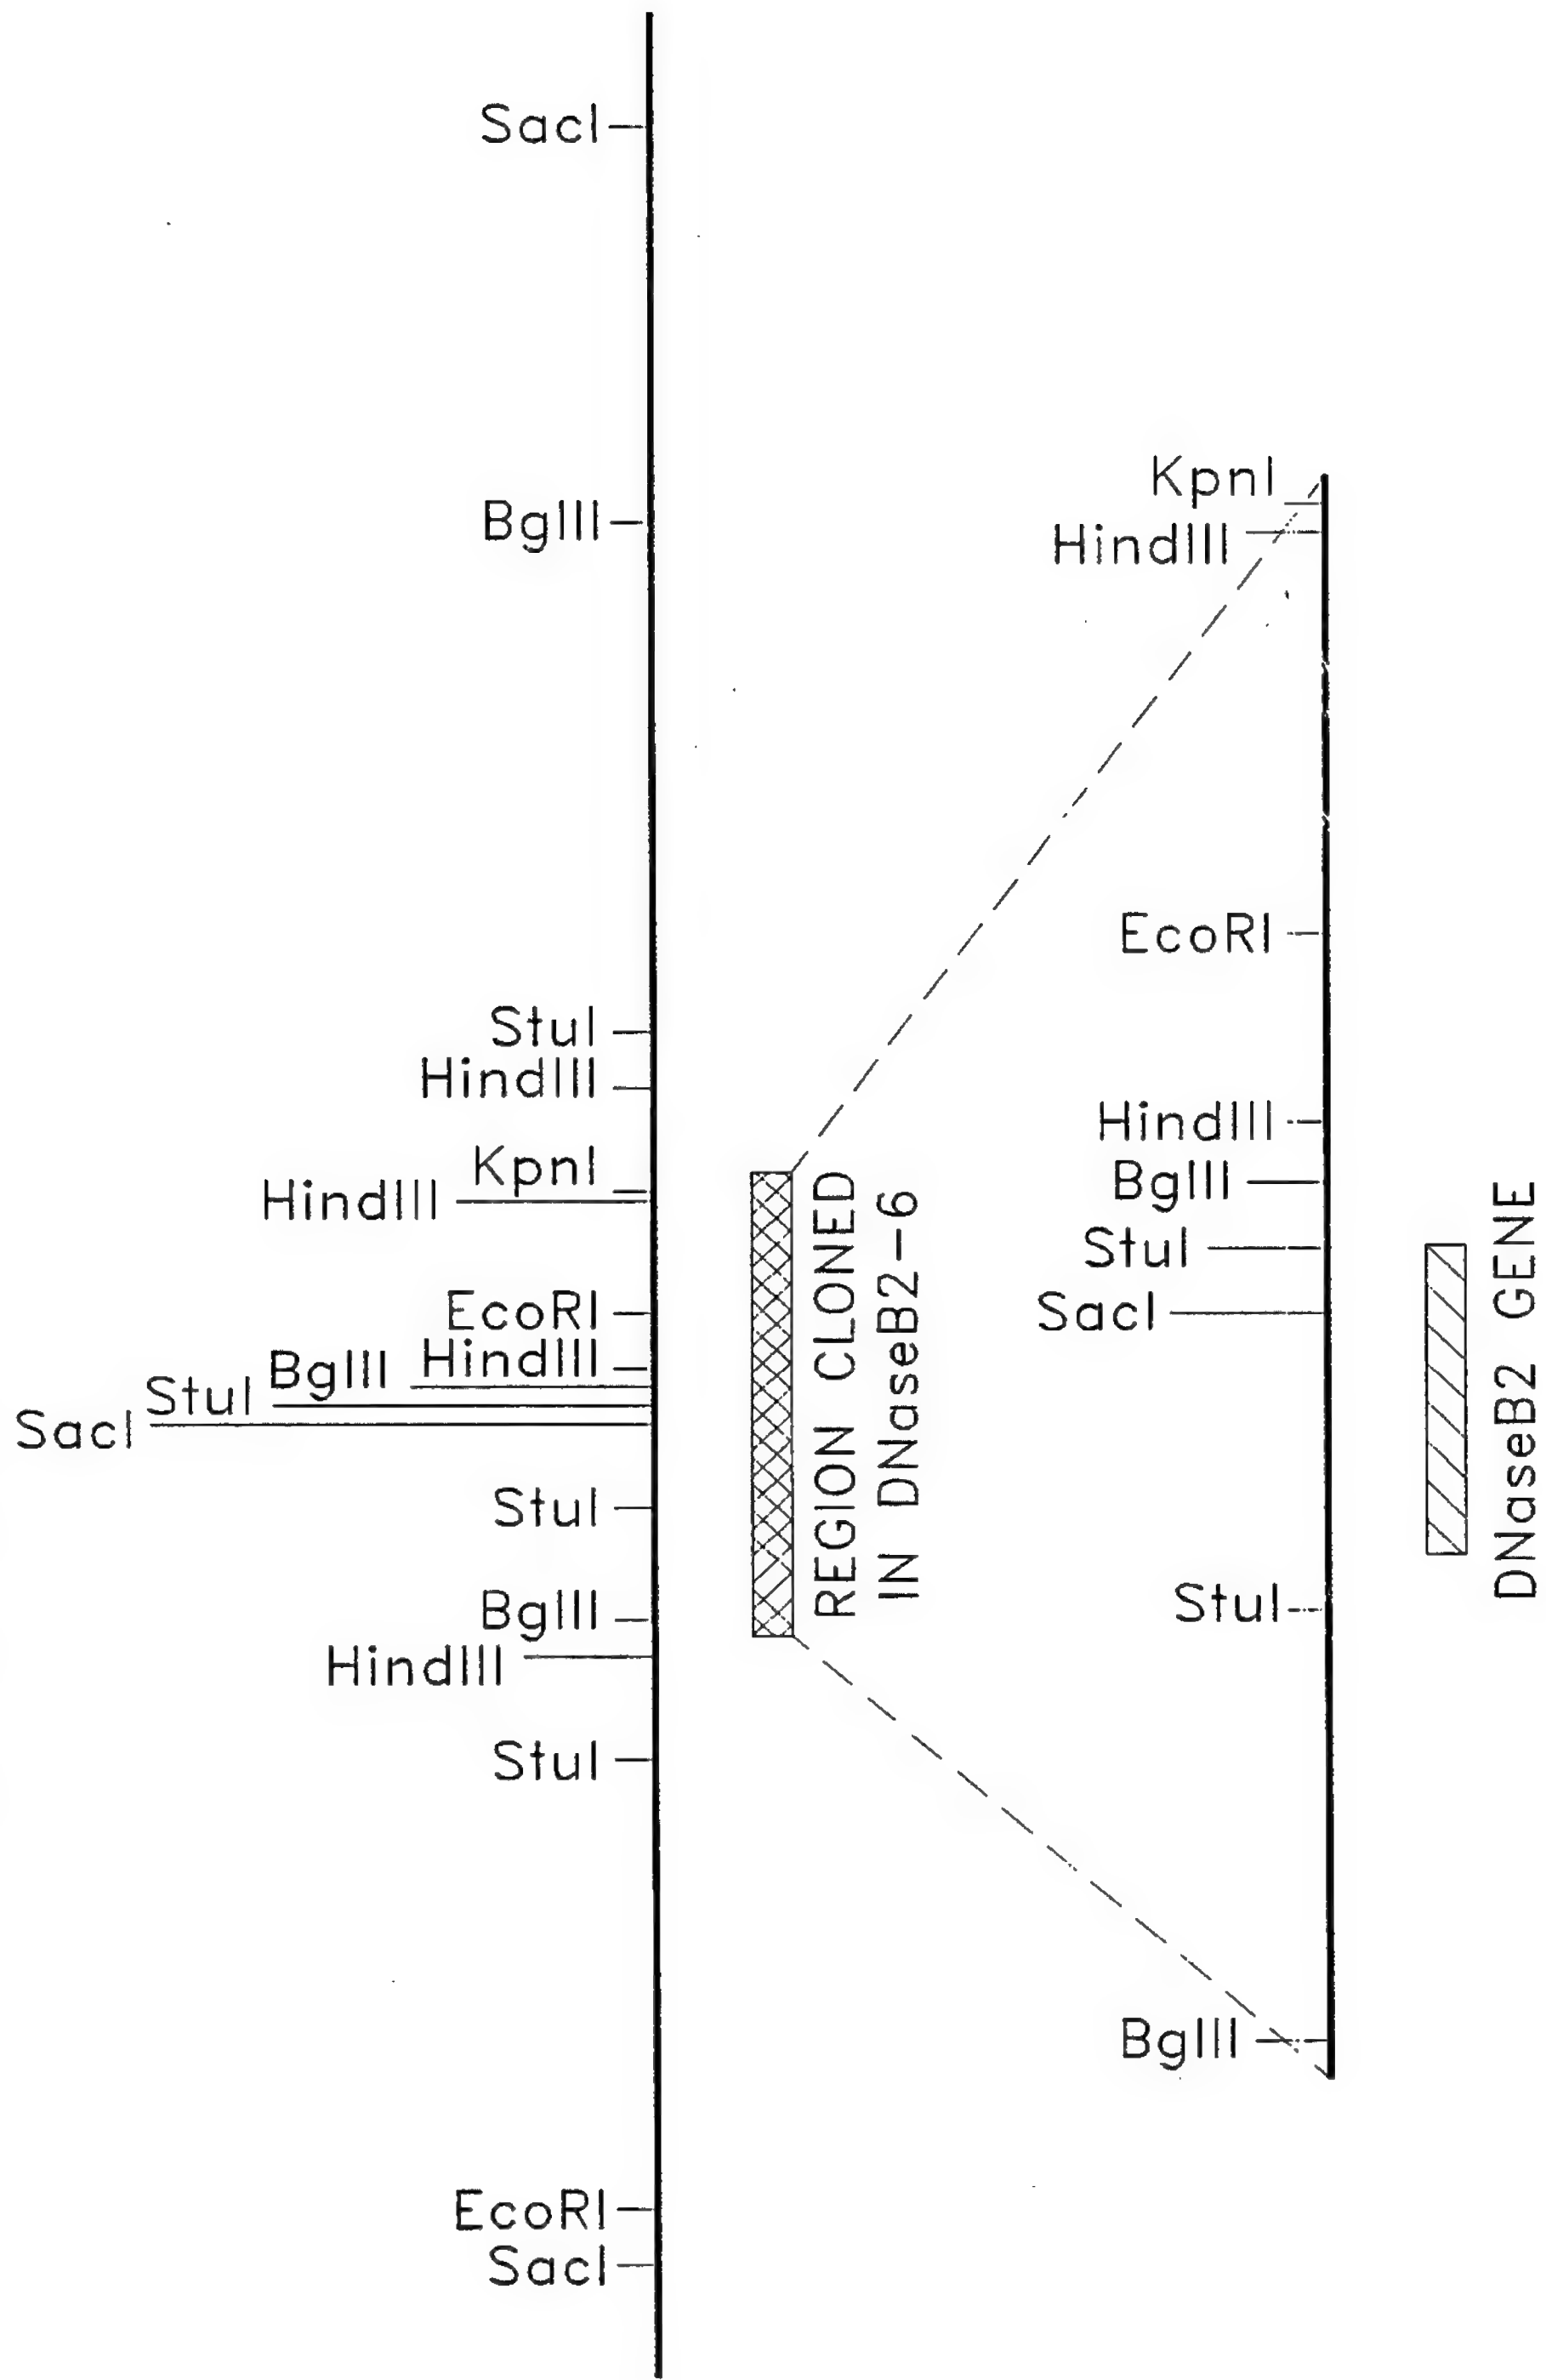 SacI
BglII
StuI
HindIII
KpnI
HindIII
EcoRI
HindIII
BglII
StuI
SacI
StuI
BglII
HindIII
StuI
EcoRI
SacI
REGION CLONED
IN DNaseB2-6
KpnI
HindIII
EcoRI
HindIII
BglII
StuI
SacI
StuI
BglII
DNaseB2 GENE